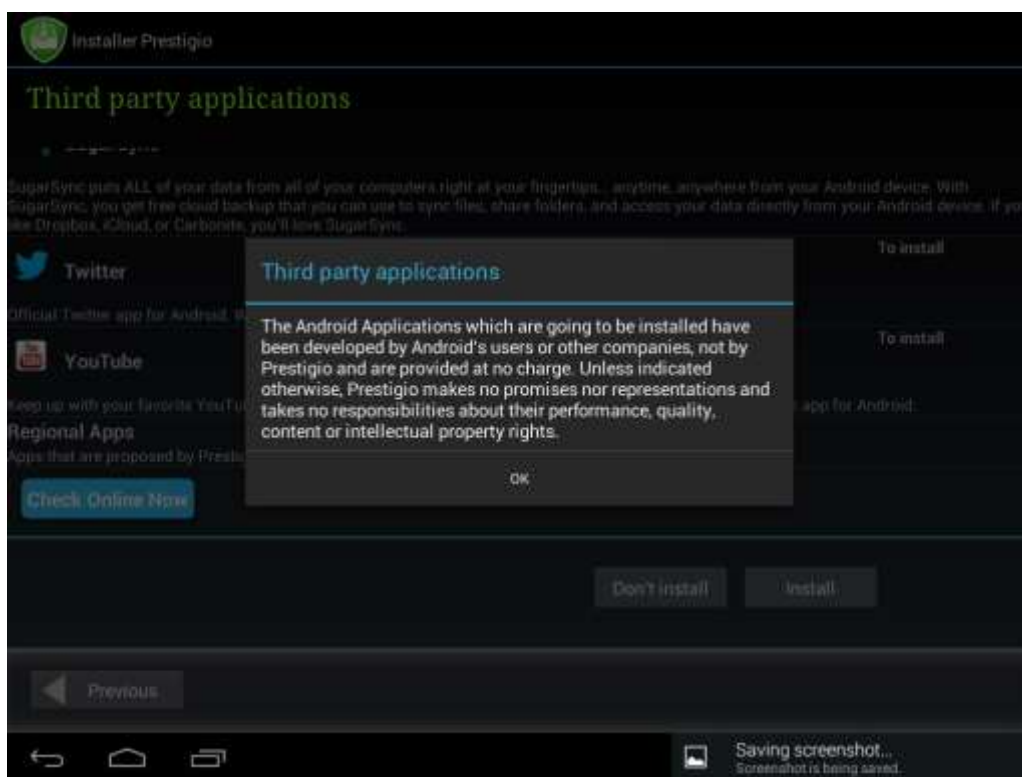 Installer Prestigio
Third party applications
SugarSync puts ALL of your data from all of your computers right at your fingertips... anytime, anywhere from your Android device. With
SugarSync, you get free cloud backup that you can use to sync files, share folders, and access your data directly from your Android device. If you
like Dropbox, iCloud, or Carbonite, you'll love SugarSync.
To install
Twitter
Official Twitter app for Android.
To install
YouTube
Keep up with your favorite YouTu
app for Android.
Regional Apps
Apps that are proposed by Presti
Check Online Now
Third party applications
The Android Applications which are going to be installed have
been developed by Android's users or other companies, not by
Prestigio and are provided at no charge. Unless indicated
otherwise, Prestigio makes no promises nor representations and
takes no responsibilities about their performance, quality,
content or intellectual property rights.
OK
Don't install
Install
Previous
Saving screenshot...
Screenshot is being saved.